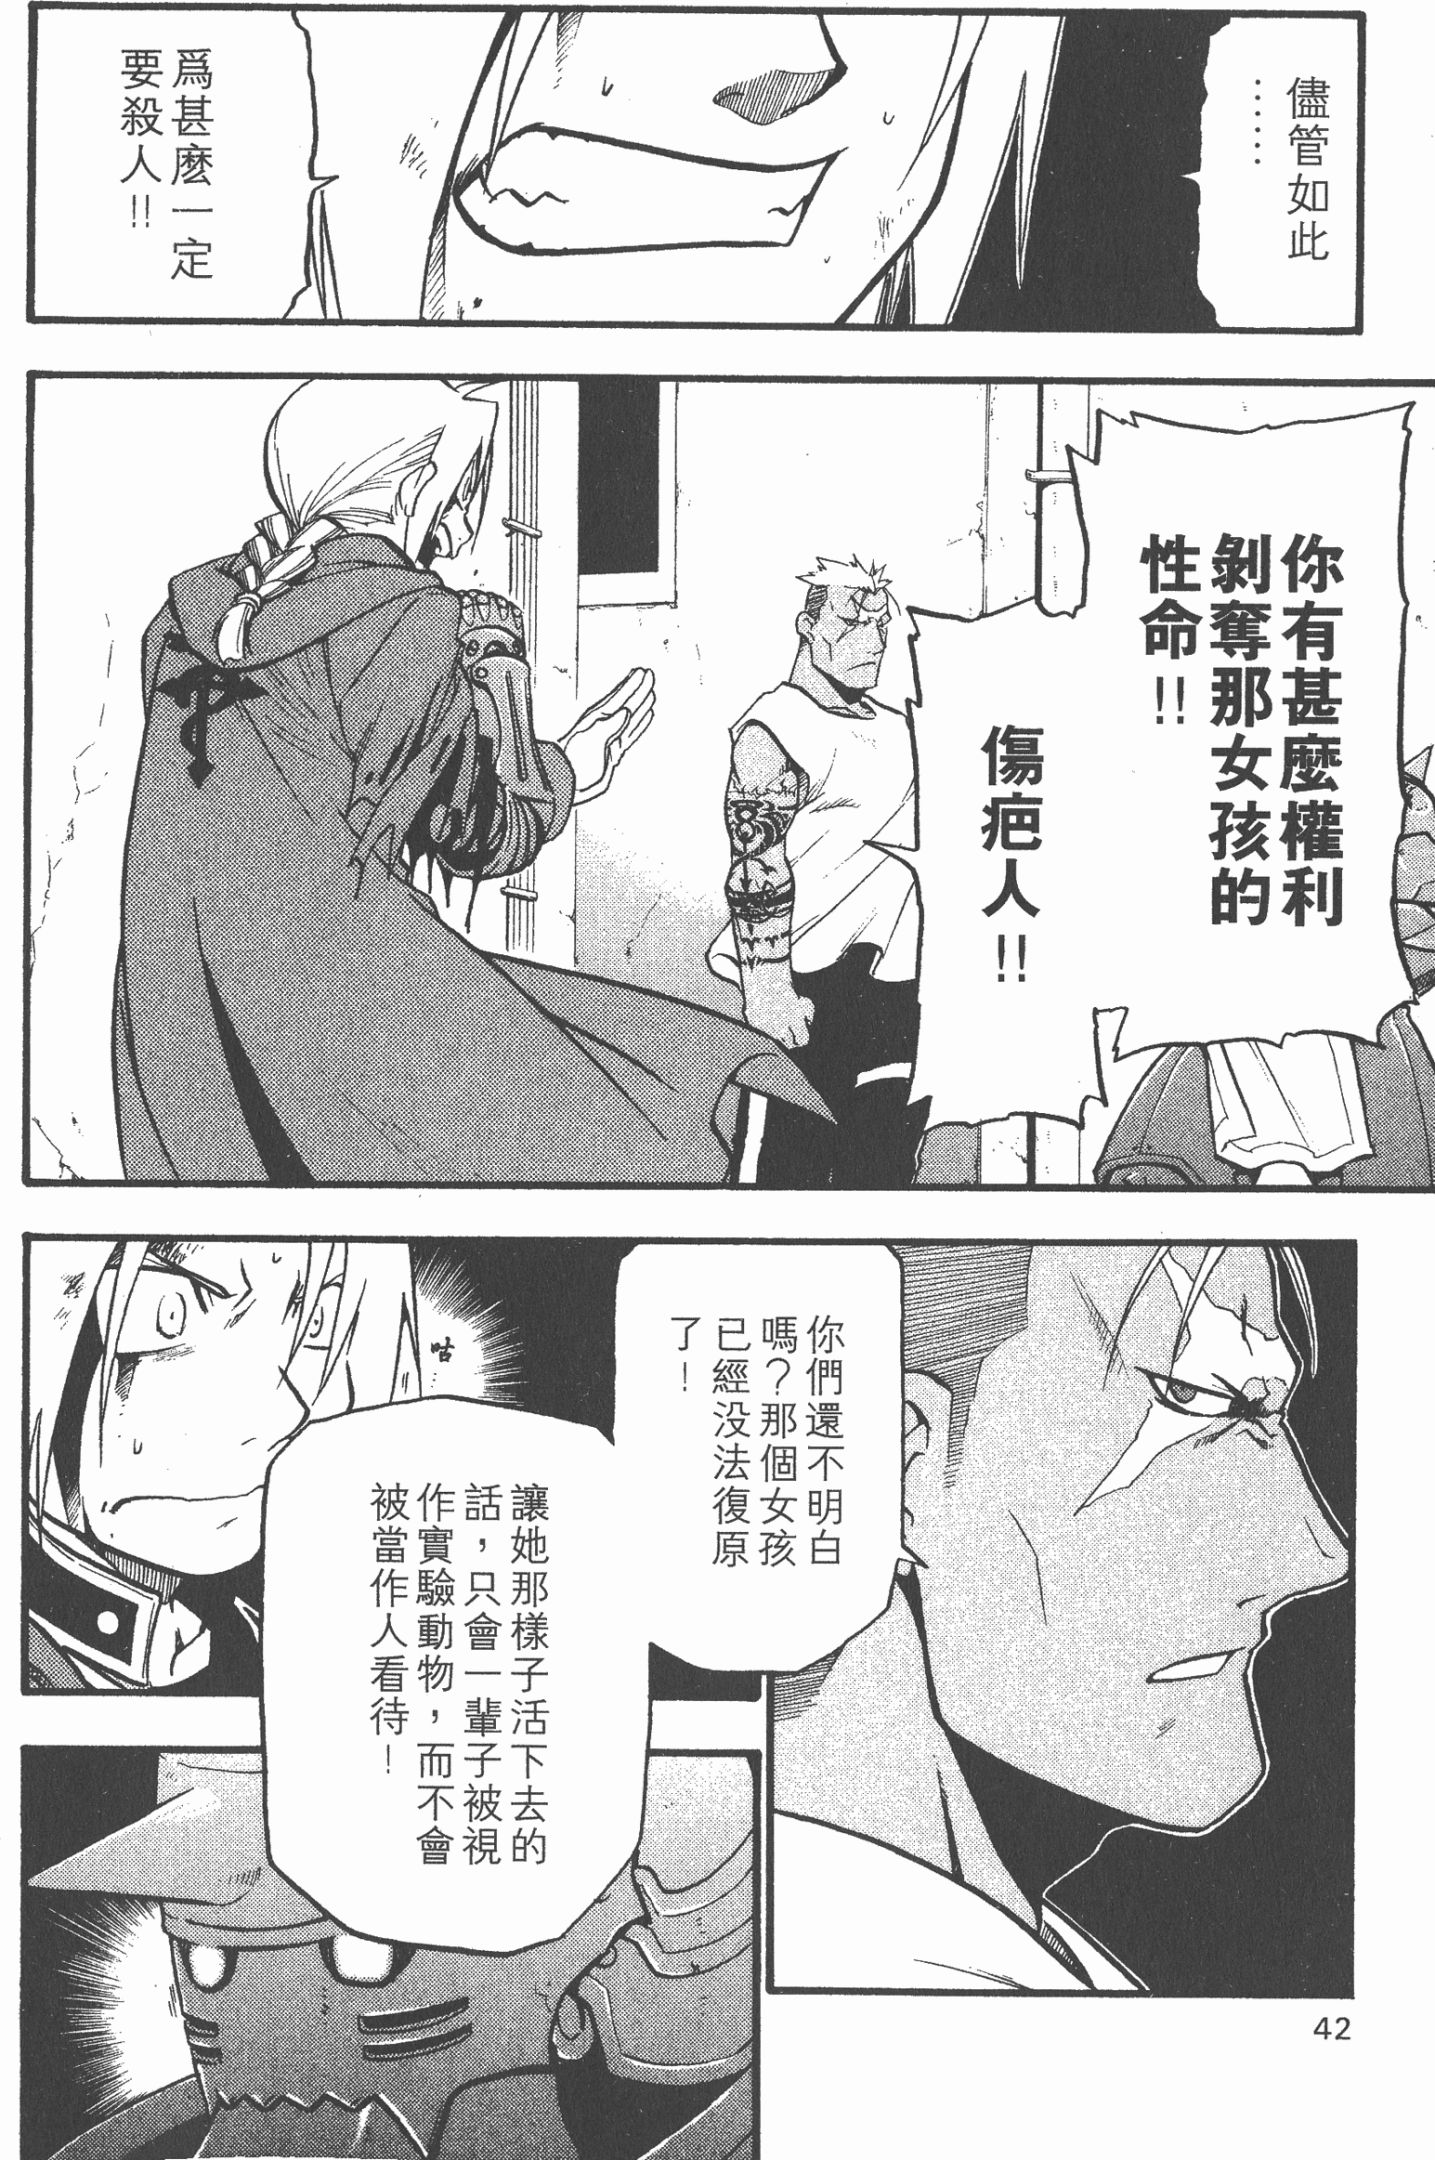 儘管如此
……
爲甚麼一定
要殺人!!
你有甚麼權利
剝奪那女孩的
性命!!
傷疤人!!
你們還不明白
嗎？那個女孩
已經没法復原
了！
讓她那樣子活下去的
話，只會一輩子被視
作實驗動物，而不會
被當作人看待！
咕
42